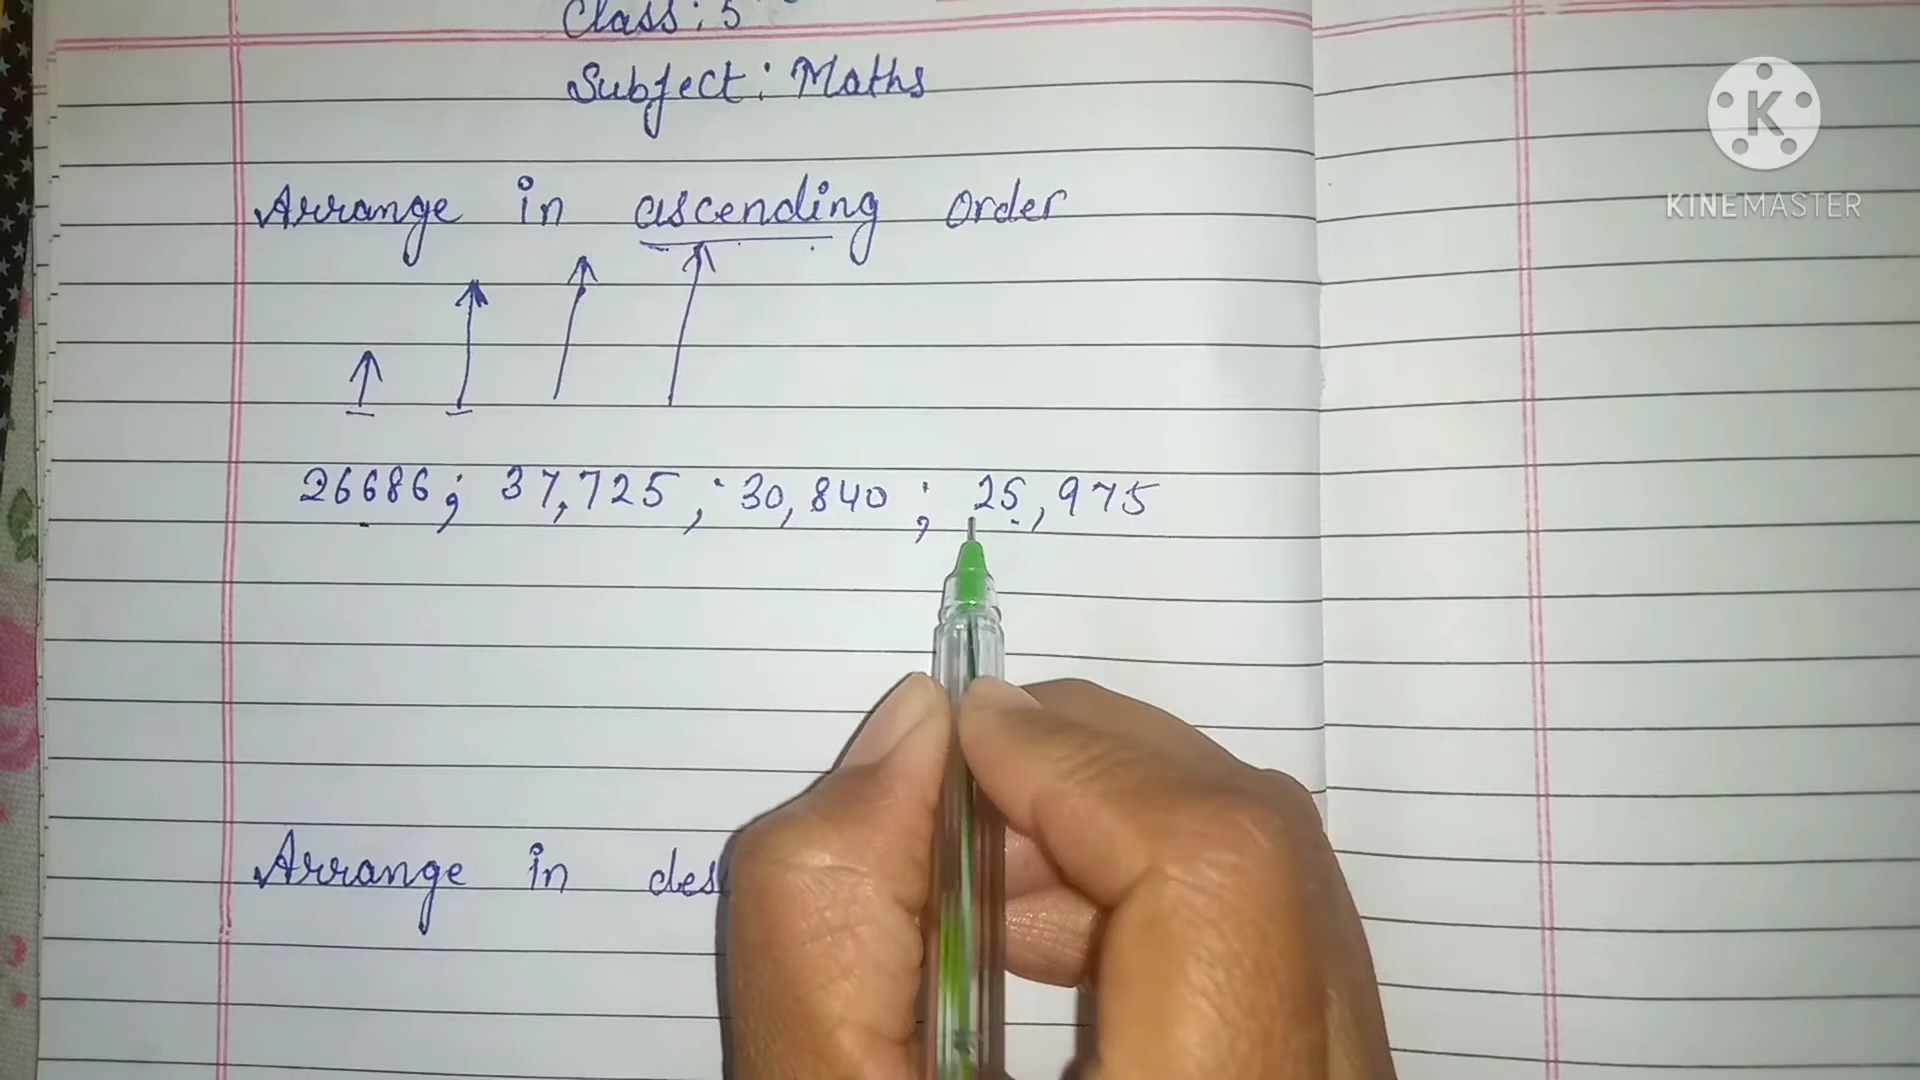 Class: 5
Subject: Maths
Arrange in ascending order
26686; 37,725; 30,840; 25,975
Arrange in des
K
KINEMASTER